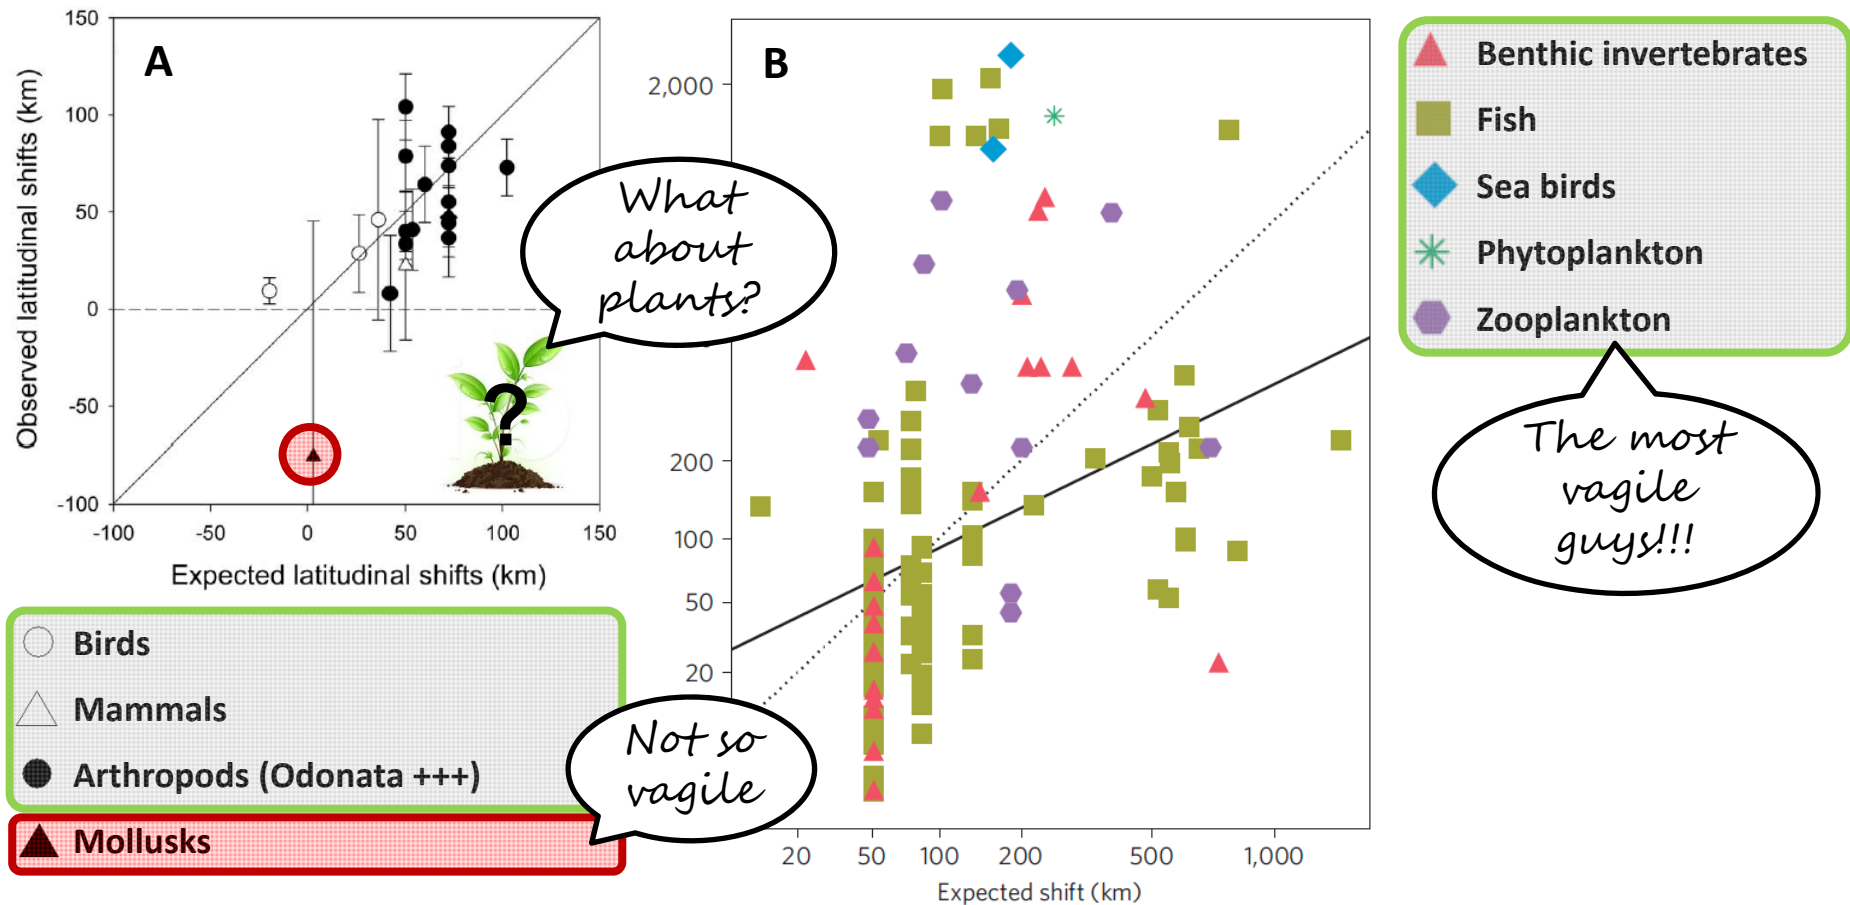 A
Observed latitudinal shifts (km)
150
100
50
0
-50
-100
-100
-50
0
50
100
150
Expected latitudinal shifts (km)
?
What
about
plants?
Birds
Mammals
Arthropods (Odonata +++)
Mollusks
Not so
vagile
B
2,000
200
100
50
20
20
50
100
200
500
1,000
Expected shift (km)
Benthic invertebrates
Fish
Sea birds
Phytoplankton
Zooplankton
The most
vagile
guys!!!